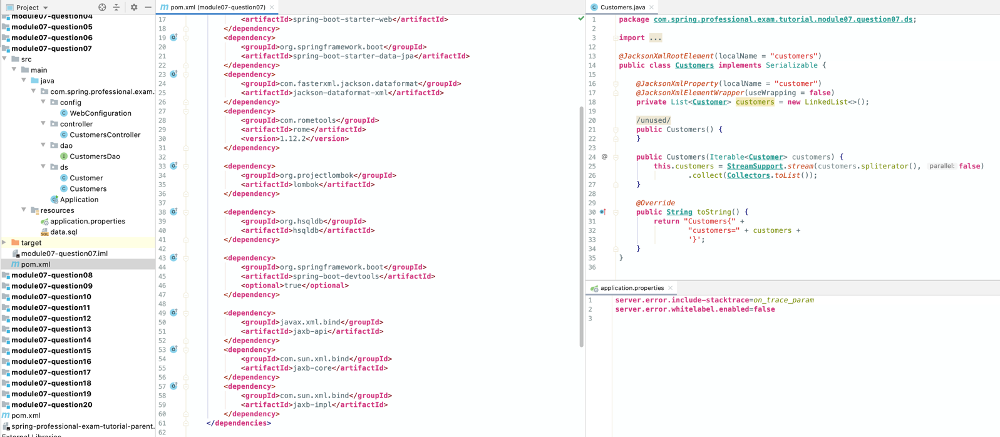 Project
module07-question04
module07-question05
module07-question06
module07-question07
src
main
java
com.spring.professional.exam.
config
WebConfiguration
controller
CustomersController
dao
CustomersDao
ds
Customer
Customers
Application
resources
application.properties
data.sql
target
module07-question07.iml
pom.xml
module07-question08
module07-question09
module07-question10
module07-question11
module07-question12
module07-question13
module07-question14
module07-question15
module07-question16
module07-question17
module07-question18
module07-question19
module07-question20
pom.xml
spring-professional-exam-tutorial-parent.
External Libraries
pom.xml (module07-question07)
17 <artifactId>spring-boot-starter-web</artifactId>
18 </dependency>
19 <dependency>
20 <groupId>org.springframework.boot</groupId>
21 <artifactId>spring-boot-starter-data-jpa</artifactId>
22 </dependency>
23 <dependency>
24 <groupId>com.fasterxml.jackson.dataformat</groupId>
25 <artifactId>jackson-dataformat-xml</artifactId>
26 </dependency>
27 <dependency>
28 <groupId>com.rometools</groupId>
29 <artifactId>rome</artifactId>
30 <version>1.12.2</version>
31 </dependency>
32
33 <dependency>
34 <groupId>org.projectlombok</groupId>
35 <artifactId>lombok</artifactId>
36 </dependency>
37
38 <dependency>
39 <groupId>org.hsqldb</groupId>
40 <artifactId>hsqldb</artifactId>
41 </dependency>
42
43 <dependency>
44 <groupId>org.springframework.boot</groupId>
45 <artifactId>spring-boot-devtools</artifactId>
46 <optional>true</optional>
47 </dependency>
48
49 <dependency>
50 <groupId>javax.xml.bind</groupId>
51 <artifactId>jaxb-api</artifactId>
52 </dependency>
53 <dependency>
54 <groupId>com.sun.xml.bind</groupId>
55 <artifactId>jaxb-core</artifactId>
56 </dependency>
57 <dependency>
58 <groupId>com.sun.xml.bind</groupId>
59 <artifactId>jaxb-impl</artifactId>
60 </dependency>
61 </dependencies>
62
Customers.java
1 package com.spring.professional.exam.tutorial.module07.question07.ds;
2
3 import ...
12
13 @JacksonXmlRootElement(localName = "customers")
14 public class Customers implements Serializable {
15
16 @JacksonXmlProperty(localName = "customer")
17 @JacksonXmlElementWrapper(useWrapping = false)
18 private List<Customer> customers = new LinkedList<>();
19
20 /unused/
21 public Customers() {
22 }
23
24 @ public Customers(Iterable<Customer> customers) {
25 this.customers = StreamSupport.stream(customers.spliterator(), parallel: false)
26 .collect(Collectors.toList());
27 }
28
29 @Override
30 public String toString() {
31 return "Customers{" +
32 "customers=" + customers +
33 '}';
34 }
35 }
36
application.properties
1 server.error.include-stacktrace=on_trace_param
2 server.error.whitelabel.enabled=false
3